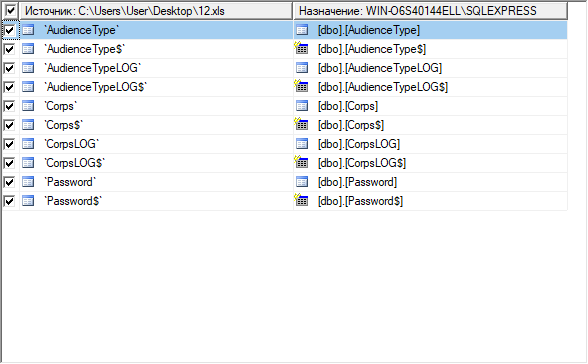 Источник: C:\Users\User\Desktop\12.xls Назначение: WIN-O6S40144ELL\SQLEXPRESS
`AudienceType` [dbo].[AudienceType]
`AudienceType$` [dbo].[AudienceType$]
`AudienceTypeLOG` [dbo].[AudienceTypeLOG]
`AudienceTypeLOG$` [dbo].[AudienceTypeLOG$]
`Corps` [dbo].[Corps]
`Corps$` [dbo].[Corps$]
`CorpsLOG` [dbo].[CorpsLOG]
`CorpsLOG$` [dbo].[CorpsLOG$]
`Password` [dbo].[Password]
`Password$` [dbo].[Password$]